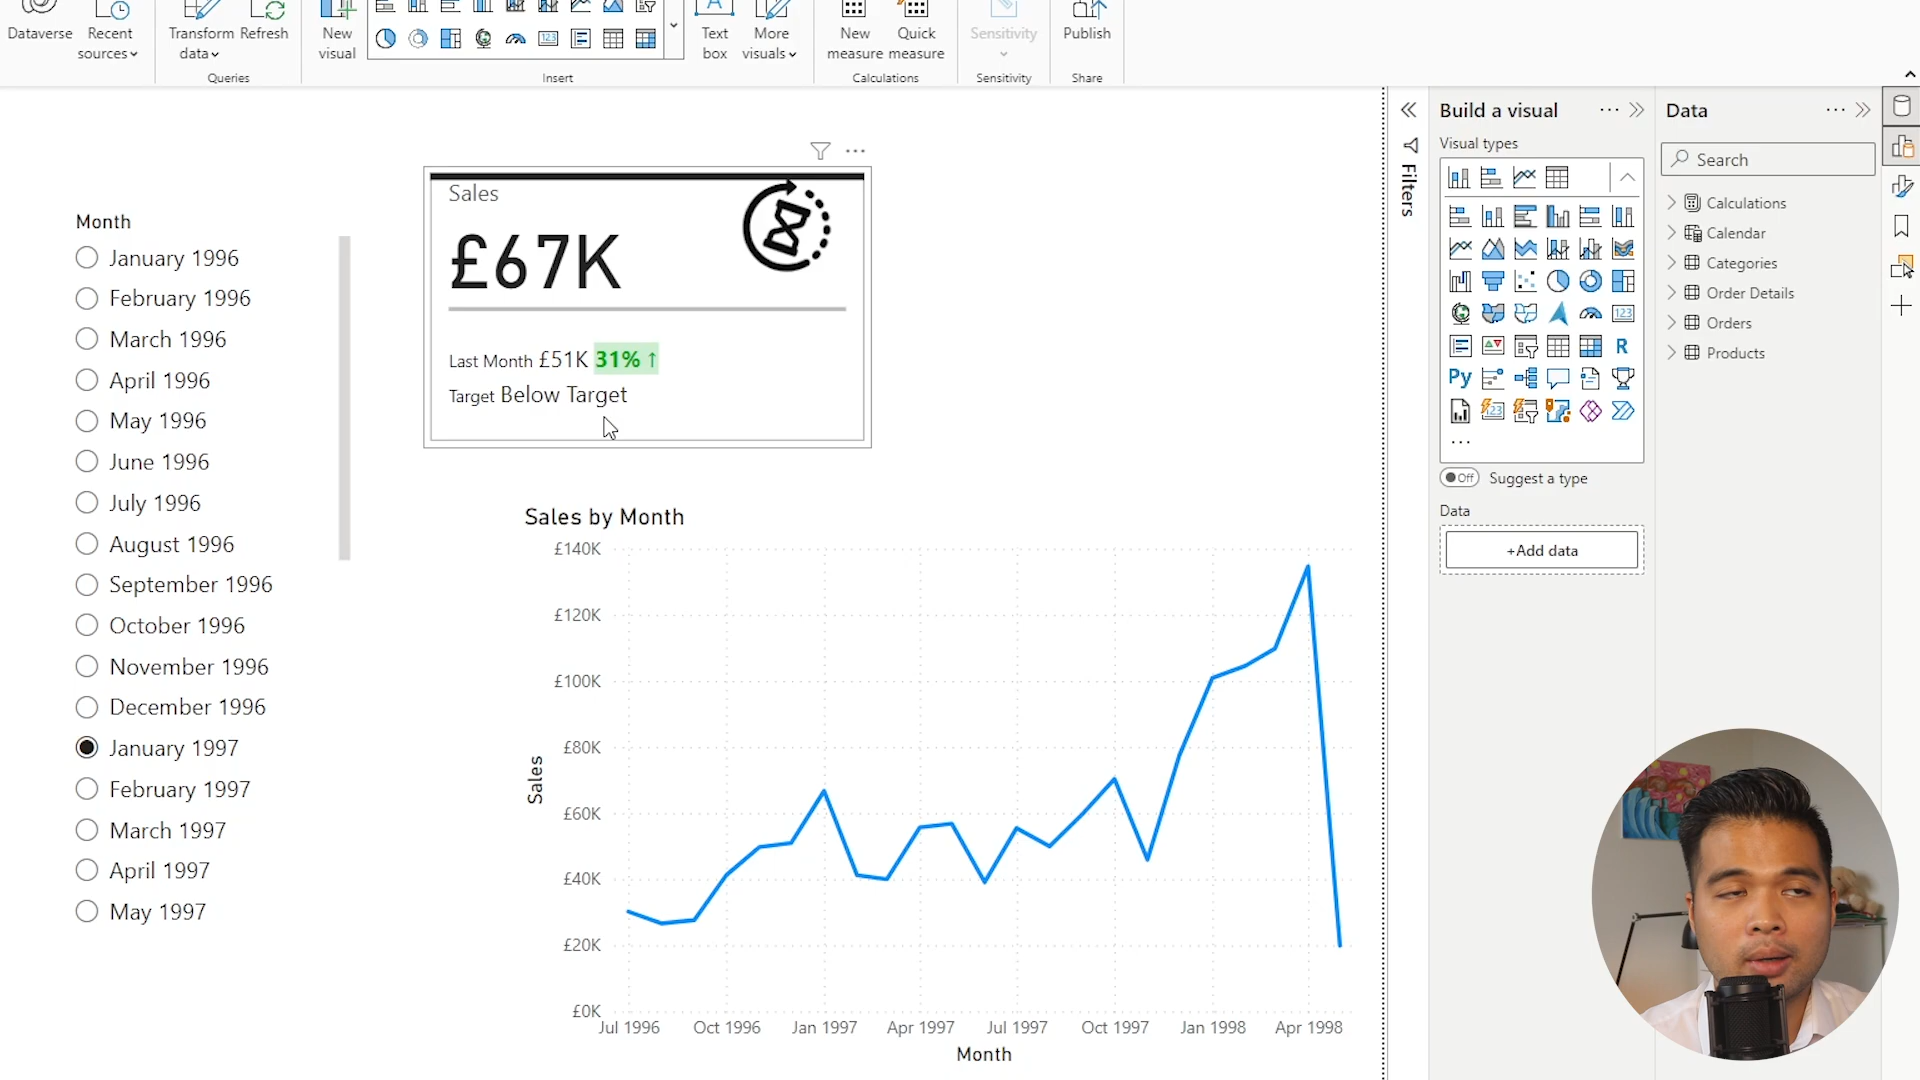 Dataverse
Recent
sources
Transform
data
Refresh
Queries
New
visual
Insert
Text
box
More
visuals
New
measure
Quick
measure
Calculations
Sensitivity
Sensitivity
Publish
Share
Month
January 1996
February 1996
March 1996
April 1996
May 1996
June 1996
July 1996
August 1996
September 1996
October 1996
November 1996
December 1996
January 1997
February 1997
March 1997
April 1997
May 1997
Sales
£67K
Last Month £51K 31% ↑
Target Below Target
Sales by Month
£140K
£120K
£100K
£80K
£60K
£40K
£20K
£0K
Sales
Jul 1996 Oct 1996 Jan 1997 Apr 1997 Jul 1997 Oct 1997 Jan 1998 Apr 1998
Month
Filters
Build a visual
Visual types
123
R
Py
123
Off
Suggest a type
Data
+Add data
Data
Search
Calculations
Calendar
Categories
Order Details
Orders
Products